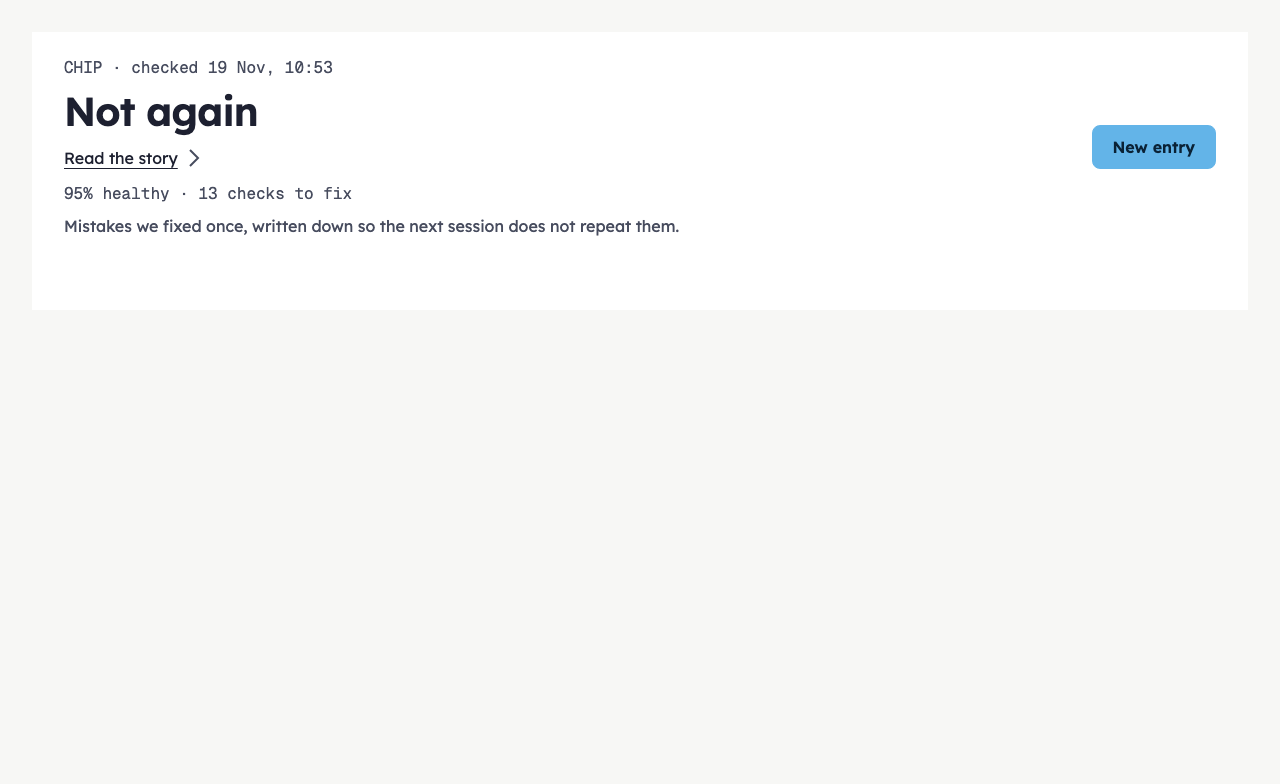 CHIP · checked 19 Nov, 10:53
Not again
Read the story
95% healthy · 13 checks to fix
Mistakes we fixed once, written down so the next session does not repeat them.
New entry